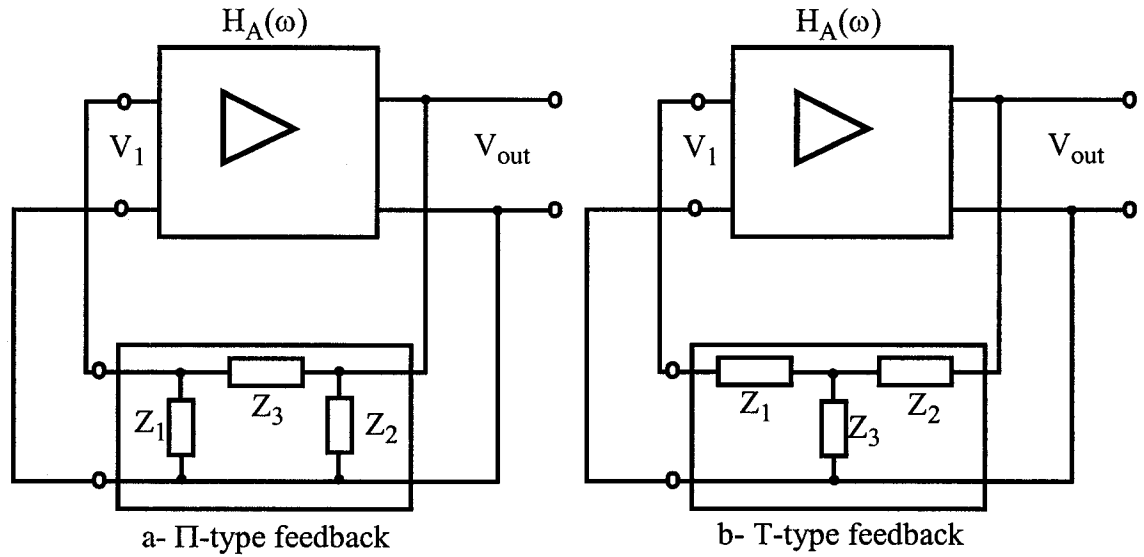 H_A(ω)
V_1
V_out
Z_1
Z_3
Z_2
a- Π-type feedback
H_A(ω)
V_1
V_out
Z_1
Z_2
Z_3
b- T-type feedback